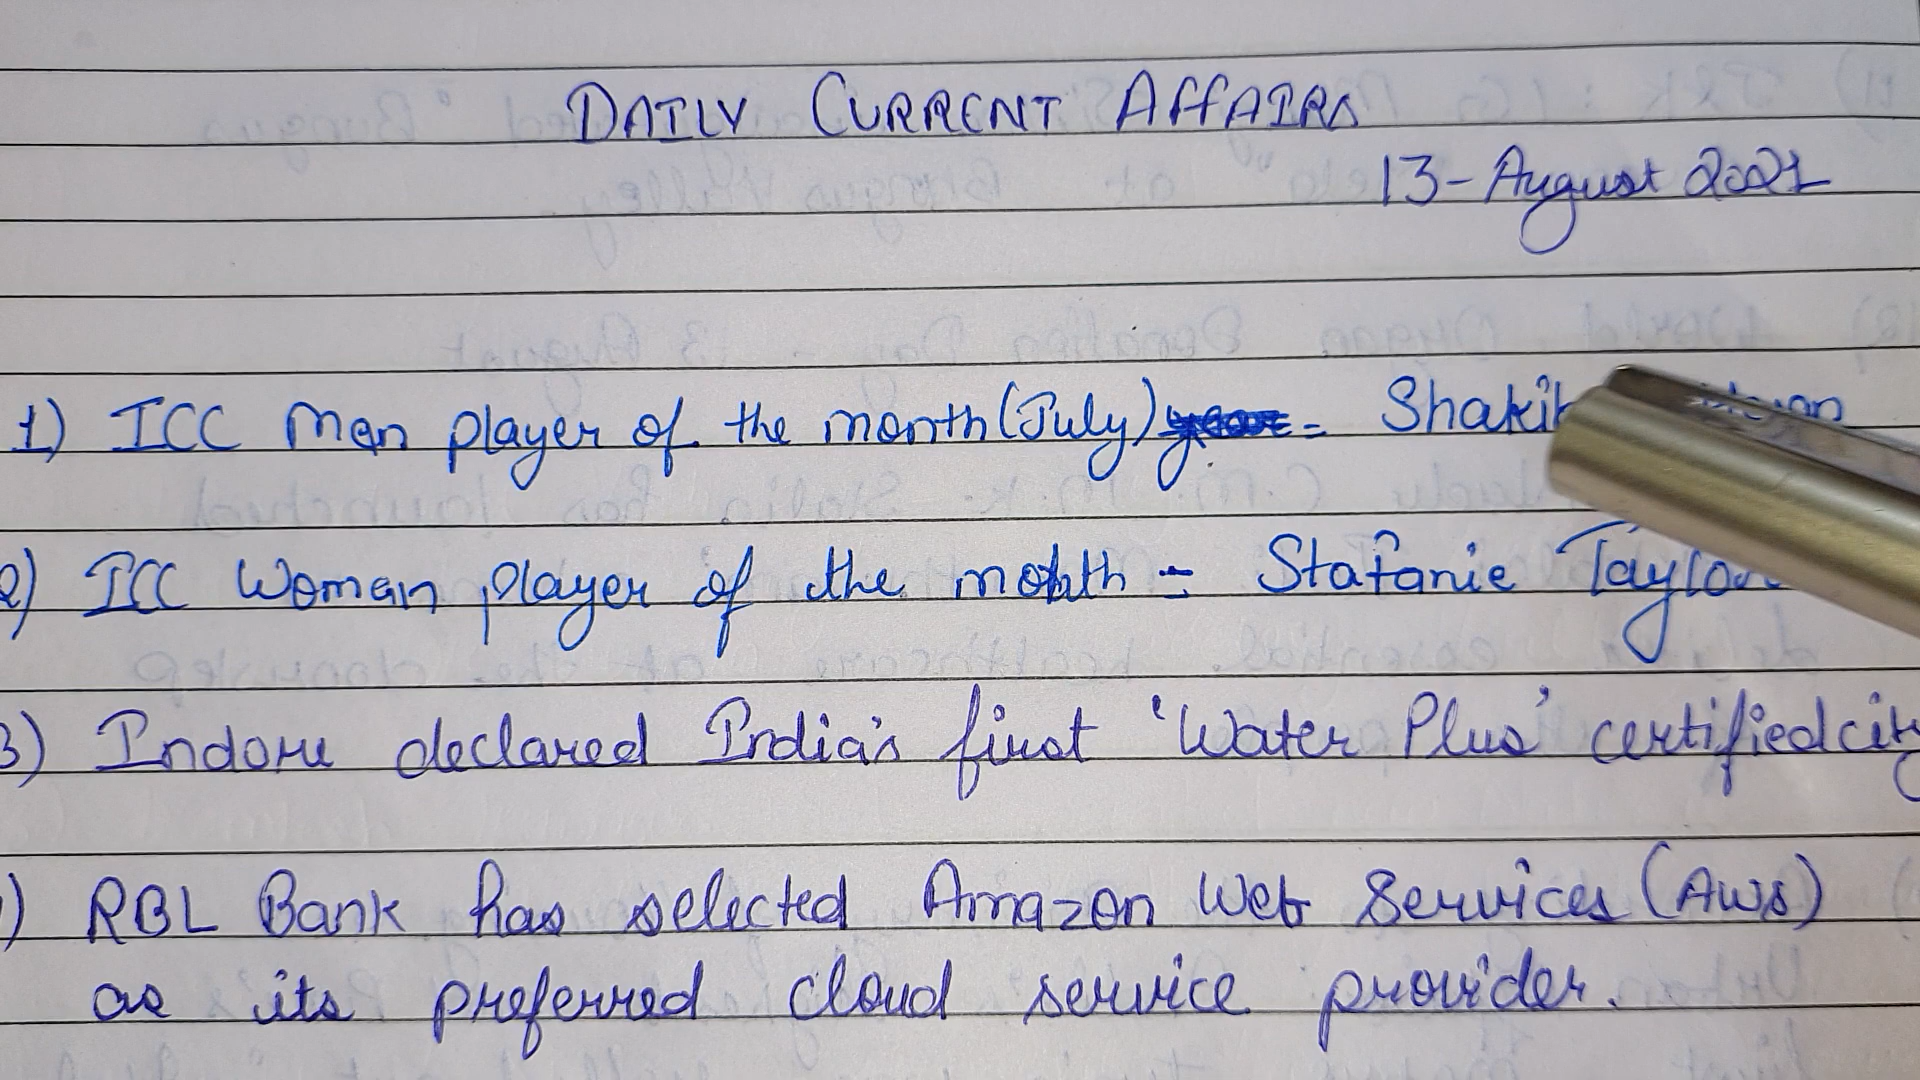 DAILY CURRENT AFFAIRS
13-August 2021
1) ICC Men player of the month (July) = Shakib
2) ICC Women player of the month = Stafanie Taylor
3) Indore declared India's first 'Water Plus' certified city
) RBL Bank has selected Amazon Web Services (AWS)
as its preferred cloud service provider.